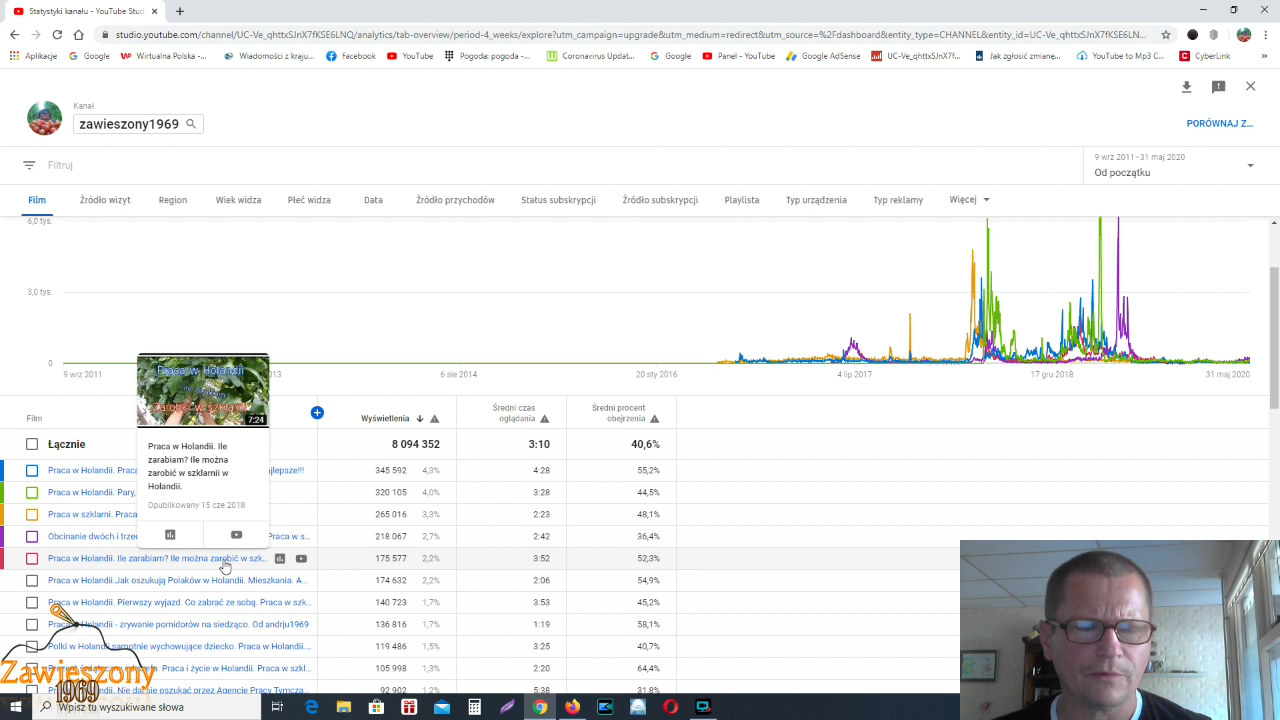 Statystyki kanału - YouTube Stud
studio.youtube.com/channel/UC-Ve_qhttxSJnX7fKSE6LNQ/analytics/tab-overview/period-4_weeks/explore?utm_campaign=upgrade&utm_medium=redirect&utm_source=%2Fdashboard&entity_type=CHANNEL&entity_id=UC-Ve_qhttxSJnX7fKSE6LN...
Aplikacje Google Wirtualna Polska -... Wiadomości z kraj... Facebook YouTube Pogoda pogoda -... Coronavirus Updat... Google Panel - YouTube Google AdSense UC-Ve_qhttxSJnX7f... Jak zgłosić zmianę... YouTube to Mp3 C... CyberLink
Kanał
zawieszony1969
PORÓWNAJ Z...
Filtruj
9 wrz 2011–31 maj 2020
Od początku
Film Źródło wizyt Region Wiek widza Płeć widza Data Źródło przychodów Status subskrypcji Źródło subskrypcji Playlista Typ urządzenia Typ reklamy Więcej
6,0 tys.
3,0 tys.
0
9 wrz 2011 2013 6 sie 2014 20 sty 2016 4 lip 2017 17 gru 2018 31 maj 2020
Praca w Holandii
Zarobki w szklarni
7:24
Praca w Holandii. Ile
zarabiam? Ile można
zarobić w szklarnii w
Holandii.
Opublikowany 15 cze 2018
Film Wyświetlenia Średni czas oglądania Średni procent obejrzenia
Łącznie 8 094 352 3:10 40,6%
Praca w Holandii. Praca ajlepsze!!! 345 592 4,3% 4:28 55,2%
Praca w Holandii. Pary, 320 105 4,0% 3:28 44,5%
Praca w szklarni. Praca 265 016 3,3% 2:23 48,1%
Obcinanie dwóch i trzec Praca w s... 218 067 2,7% 2:42 36,4%
Praca w Holandii. Ile zarabiam? Ile można zarobić w szk... 175 577 2,2% 3:52 52,3%
Praca w Holandii.Jak oszukują Polaków w Holandii. Mieszkania. A... 174 632 2,2% 2:06 54,9%
Praca w Holandii. Pierwszy wyjazd. Co zabrać ze sobą. Praca w szk... 140 723 1,7% 3:53 45,2%
Praca w Holandii - zrywanie pomidorów na siedząco. Od andrju1969 136 816 1,7% 1:19 58,1%
Polki w Holandii samotnie wychowujące dziecko. Praca w Holandii.... 119 486 1,5% 3:25 40,7%
Praca i życie w Holandii. Praca w szkl... 105 998 1,3% 2:20 64,4%
Holandii. Nie daj się oszukać przez Agencje Pracy Tymcza... 92 902 1,2% 5:38 31,8%
Zawieszony
1969
Wpisz tu wyszukiwane słowa